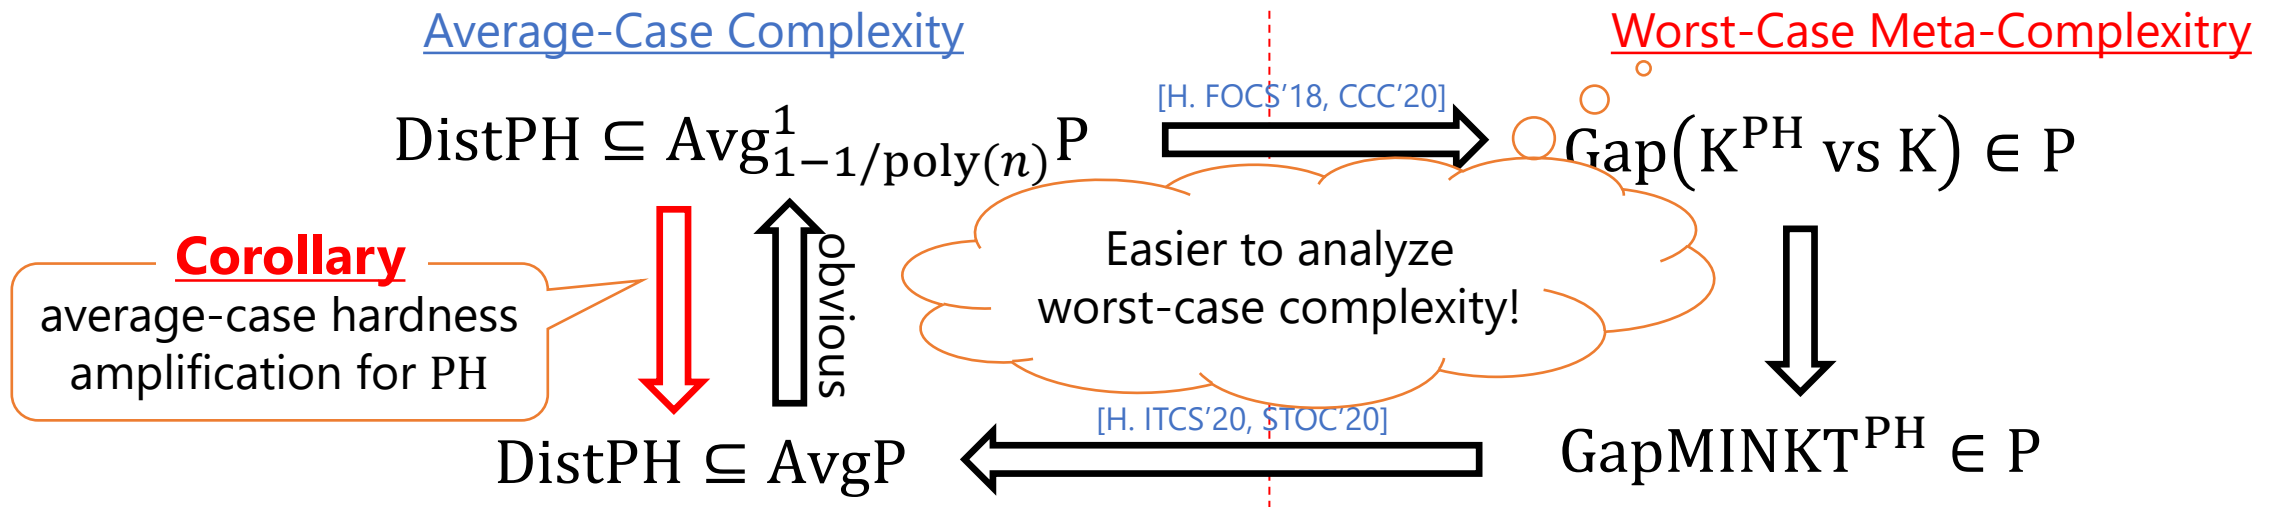 Average-Case Complexity
Worst-Case Meta-Complexitry
[H. FOCS’18, CCC’20]
DistPH ⊆ Avg¹₁₋₁/poly(n)P
Gap(K^PH vs K) ∈ P
obvious
Corollary
average-case hardness
amplification for PH
Easier to analyze
worst-case complexity!
[H. ITCS’20, STOC’20]
DistPH ⊆ AvgP
GapMINKT^PH ∈ P